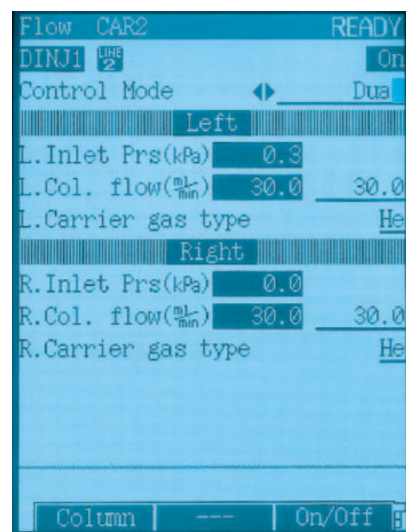 Flow CAR2 READY
DINJ1 LINE 2 On
Control Mode Dual
Left
L.Inlet Prs(kPa) 0.3
L.Col. flow(mL/min) 30.0 30.0
L.Carrier gas type He
Right
R.Inlet Prs(kPa) 0.0
R.Col. flow(mL/min) 30.0 30.0
R.Carrier gas type He
Column --- On/Off